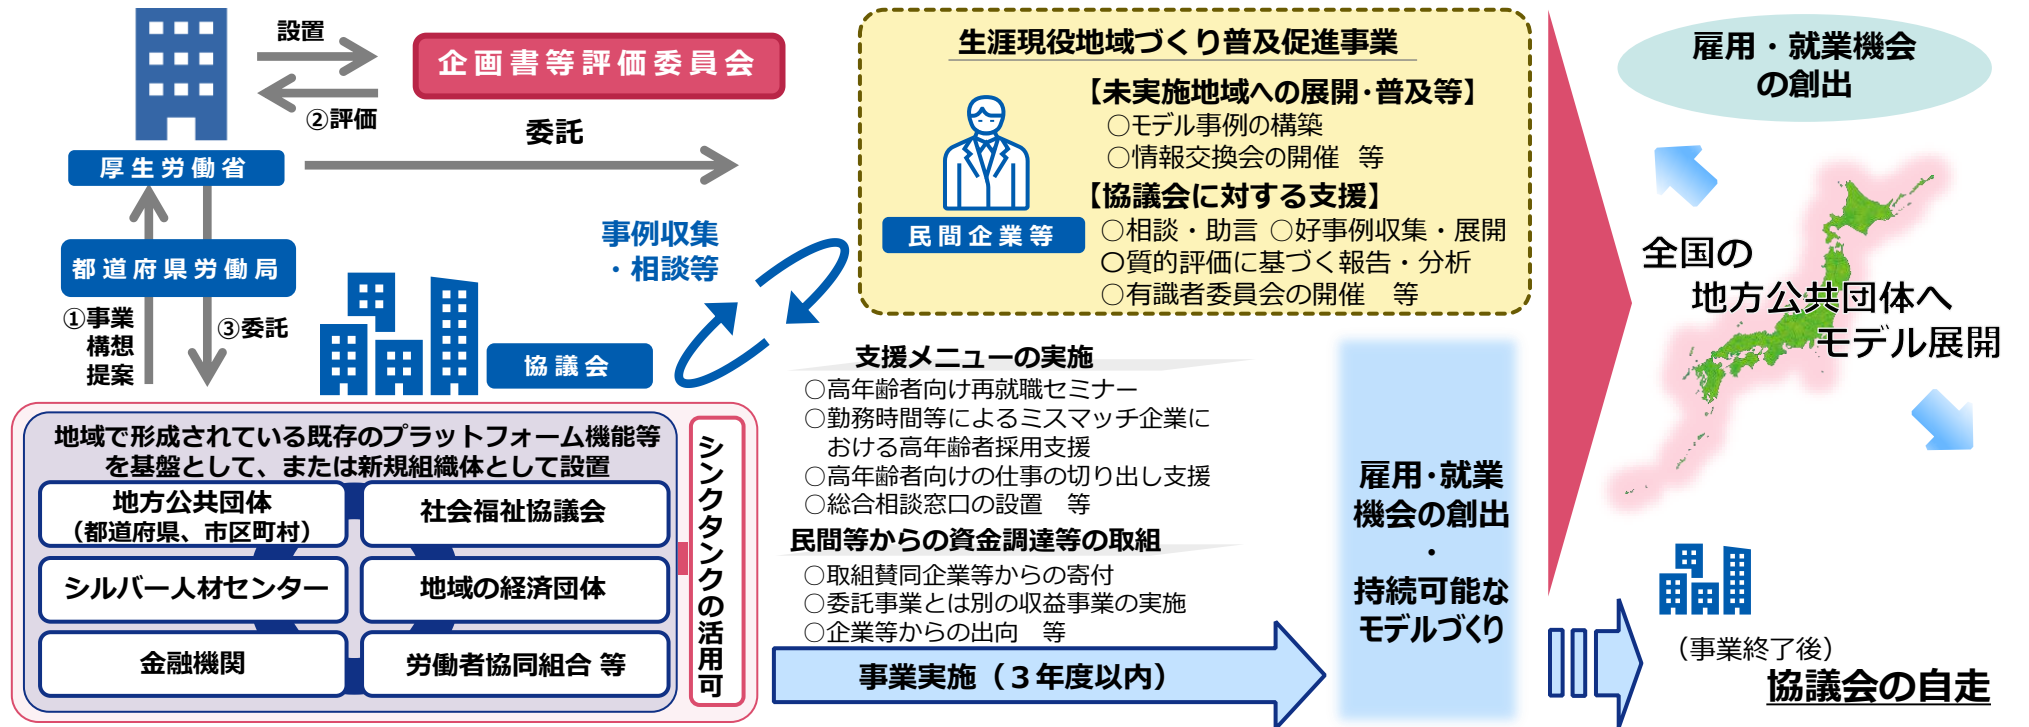 設置
企画書等評価委員会
②評価
委託
厚生労働省
都道府県労働局
①事業
構想
提案
③委託
事例収集
・相談等
協議会
地域で形成されている既存のプラットフォーム機能等
を基盤として、または新規組織体として設置
地方公共団体
（都道府県、市区町村）
社会福祉協議会
シルバー人材センター
地域の経済団体
金融機関
労働者協同組合 等
シンクタンクの活用可
生涯現役地域づくり普及促進事業
【未実施地域への展開・普及等】
○モデル事例の構築
○情報交換会の開催 等
【協議会に対する支援】
○相談・助言 ○好事例収集・展開
○質的評価に基づく報告・分析
○有識者委員会の開催 等
民間企業等
支援メニューの実施
○高年齢者向け再就職セミナー
○勤務時間等によるミスマッチ企業に
おける高年齢者採用支援
○高年齢者向けの仕事の切り出し支援
○総合相談窓口の設置 等
民間等からの資金調達等の取組
○取組賛同企業等からの寄付
○委託事業とは別の収益事業の実施
○企業等からの出向 等
事業実施（３年度以内）
雇用・就業
機会の創出
・
持続可能な
モデルづくり
雇用・就業機会
の創出
全国の
地方公共団体へ
モデル展開
（事業終了後）
協議会の自走